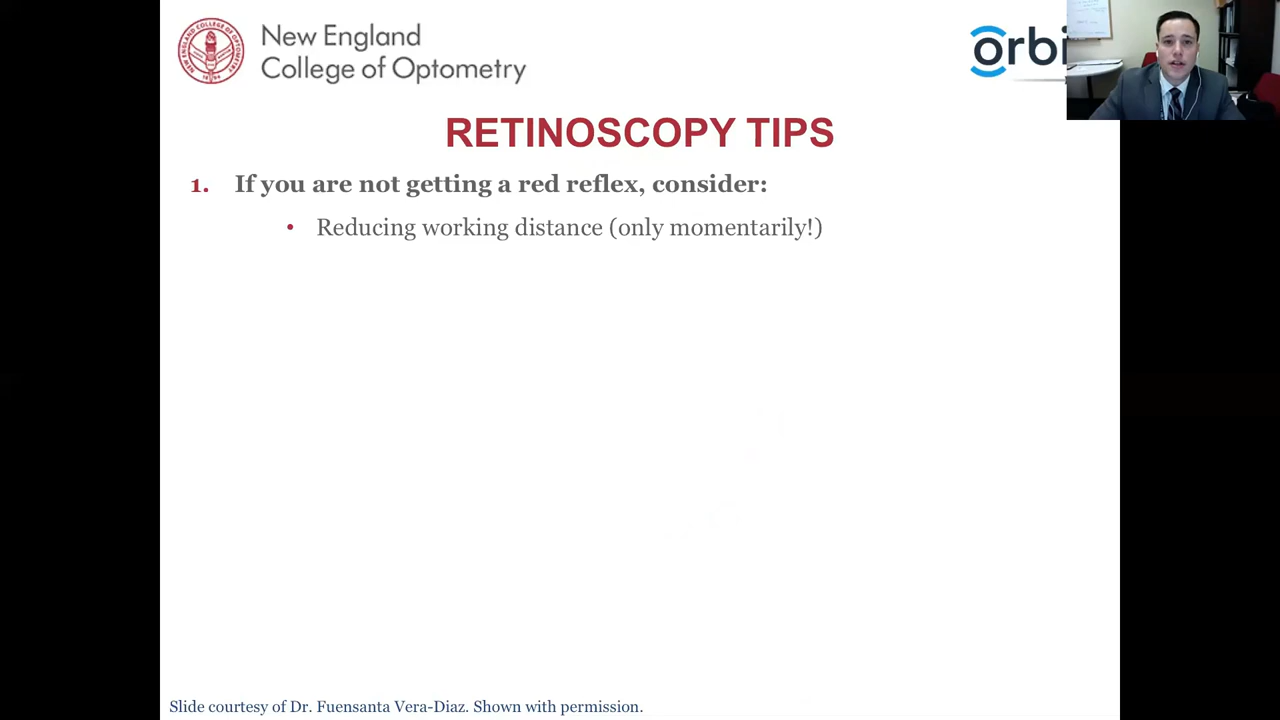 New England
College of Optometry
orbi
RETINOSCOPY TIPS
1. If you are not getting a red reflex, consider:
• Reducing working distance (only momentarily!)
Slide courtesy of Dr. Fuensanta Vera-Diaz. Shown with permission.